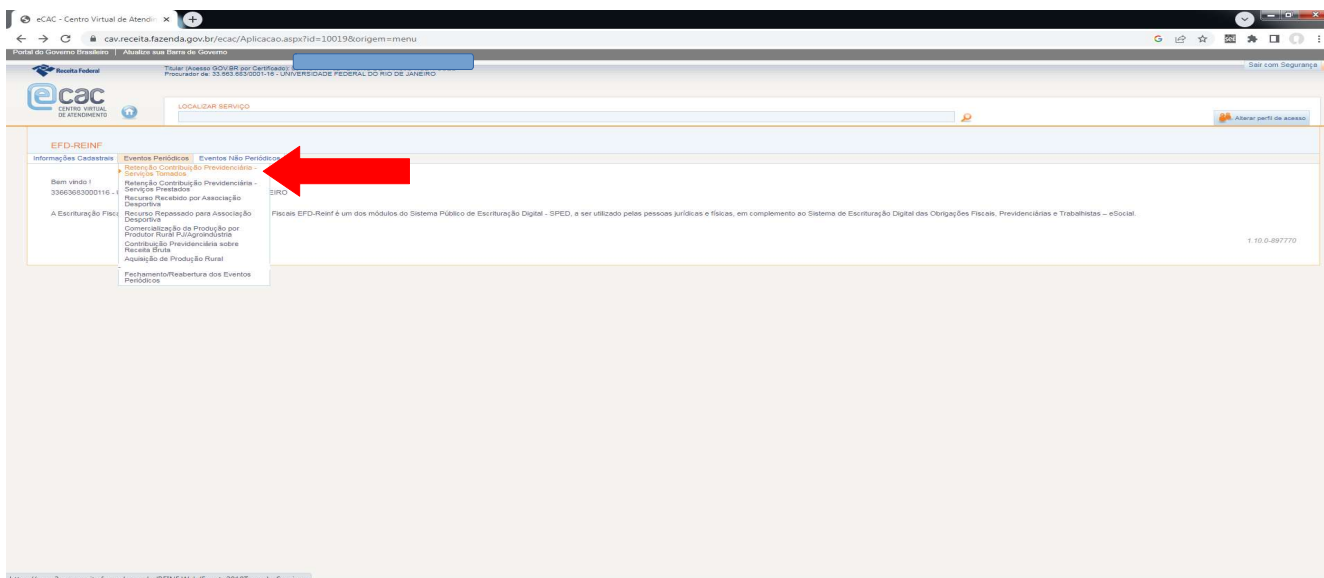 eCAC - Centro Virtual de Atendi
cav.receita.fazenda.gov.br/ecac/Aplicacao.aspx?id=10019&origem=menu
Portal do Governo Brasileiro | Atualize sua Barra de Governo
Receita Federal
Titular (Acesso GOV.BR por Certificado):
Procurador de: 33.663.683/0001-16 - UNIVERSIDADE FEDERAL DO RIO DE JANEIRO
Sair com Segurança
ecac
CENTRO VIRTUAL
DE ATENDIMENTO
LOCALIZAR SERVIÇO
Alterar perfil de acesso
EFD-REINF
Informações Cadastrais Eventos Periódicos Eventos Não Periódicos
Retenção Contribuição Previdenciária -
Serviços Tomados
Retenção Contribuição Previdenciária -
Serviços Prestados
Recurso Recebido por Associação
Desportiva
Recurso Repassado para Associação
Desportiva
Comercialização da Produção por
Produtor Rural PJ/Agroindústria
Contribuição Previdenciária sobre
Receita Bruta
Aquisição de Produção Rural
Fechamento/Reabertura dos Eventos
Periódicos
Bem vindo !
33663683000116 - EIRO
A Escrituração Fisca Fiscais EFD-Reinf é um dos módulos do Sistema Público de Escrituração Digital - SPED, a ser utilizado pelas pessoas jurídicas e físicas, em complemento ao Sistema de Escrituração Digital das Obrigações Fiscais, Previdenciárias e Trabalhistas – eSocial.
1.10.0-897770